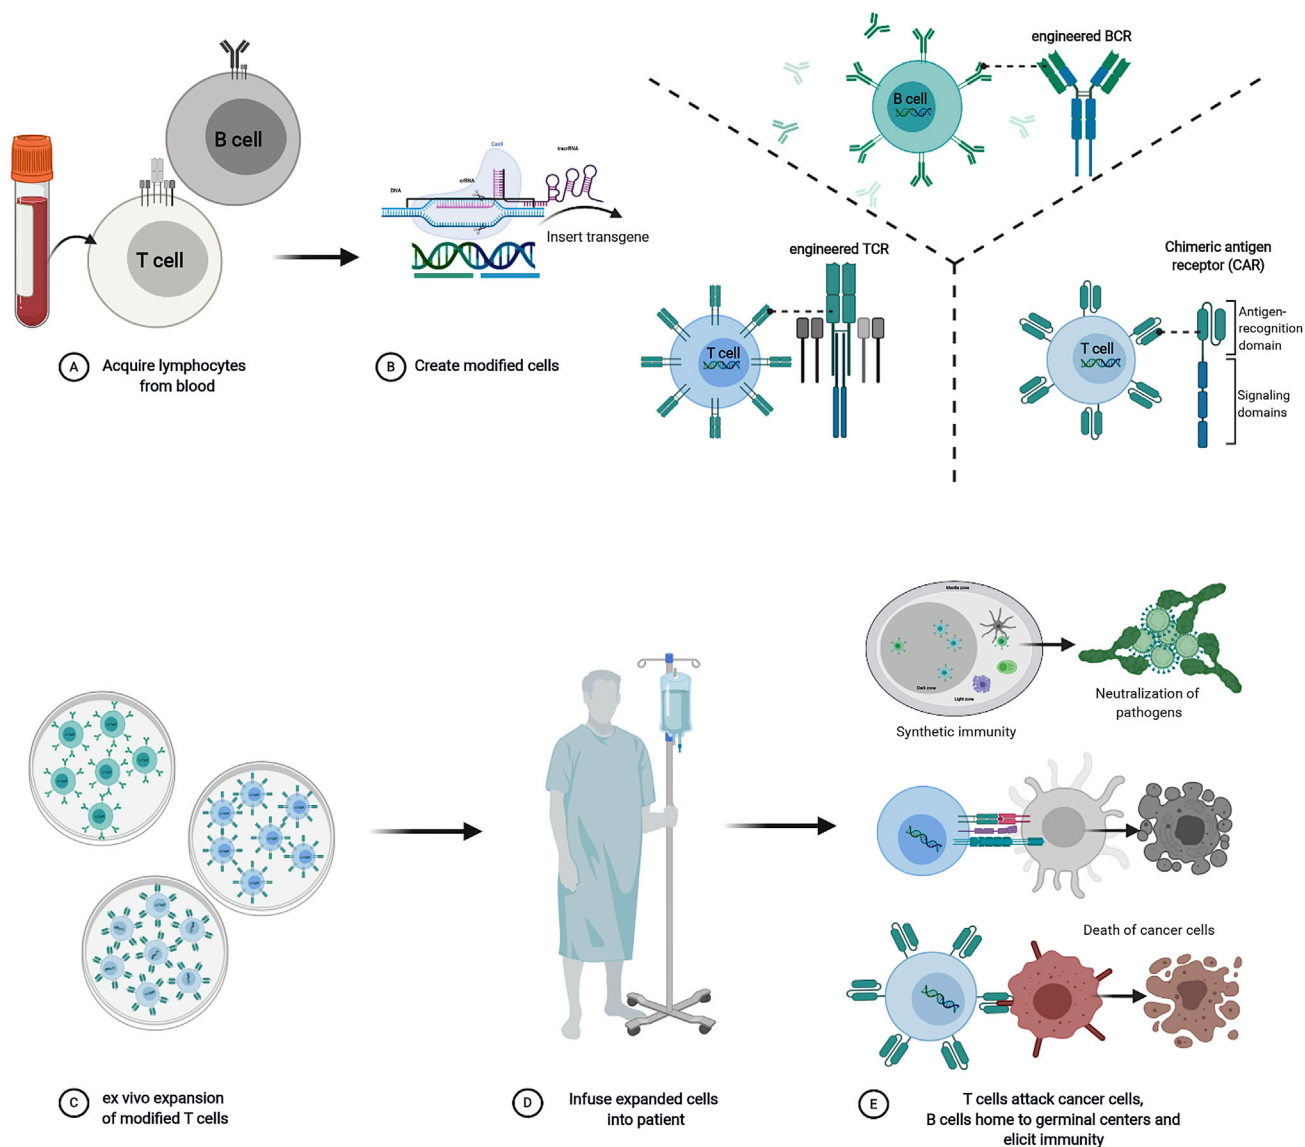 B cell
T cell
A
Acquire lymphocytes
from blood
Cas9
tracrRNA
crRNA
DNA
Insert transgene
B
Create modified cells
B cell
engineered BCR
engineered TCR
T cell
Chimeric antigen
receptor (CAR)
T cell
Antigen-
recognition
domain
Signaling
domains
C
ex vivo expansion
of modified T cells
D
Infuse expanded cells
into patient
Mantle zone
Dark zone
Light zone
Synthetic immunity
Neutralization of
pathogens
Death of cancer cells
E
T cells attack cancer cells,
B cells home to germinal centers and
elicit immunity